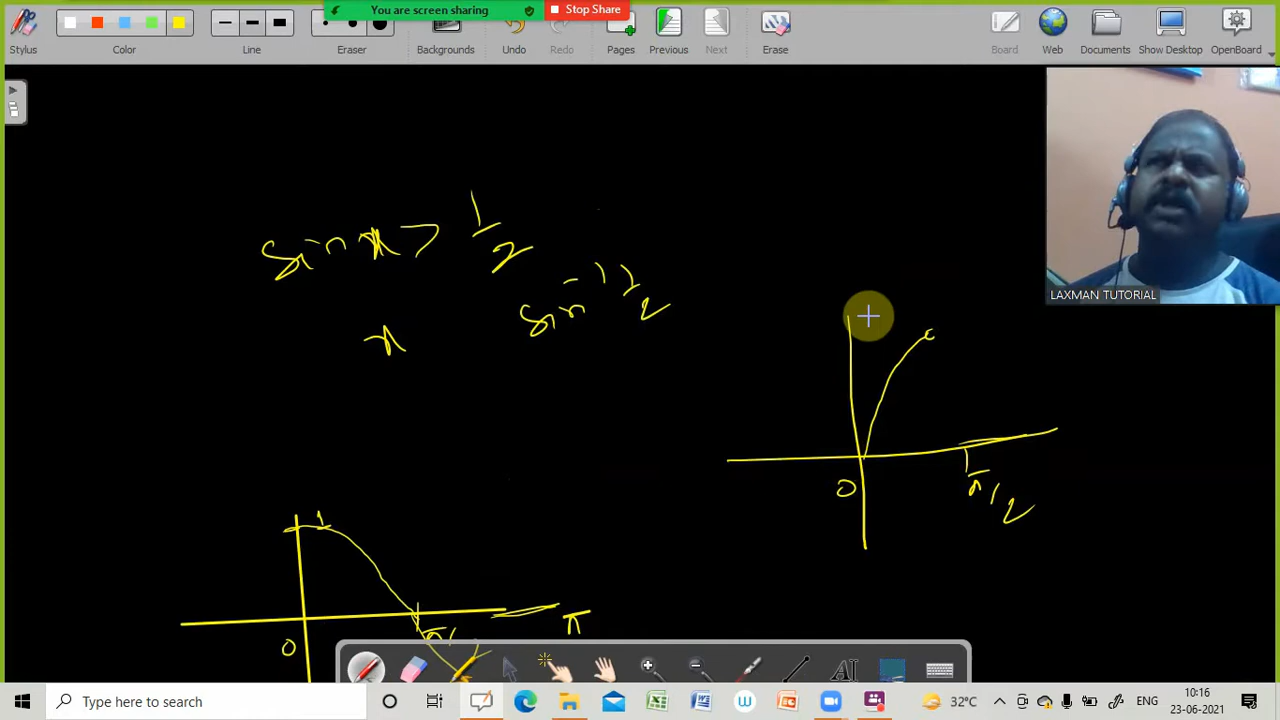 You are screen sharing
Stop Share
Stylus Color Line Eraser Backgrounds Undo Redo Pages Previous Next Erase Board Web Documents Show Desktop OpenBoard
LAXMAN TUTORIAL
sin x > 1/2
sin⁻¹ 1/2
x
0
π/2
1
0
π/
π
AI
Type here to search
32°C
ENG
10:16
23-06-2021